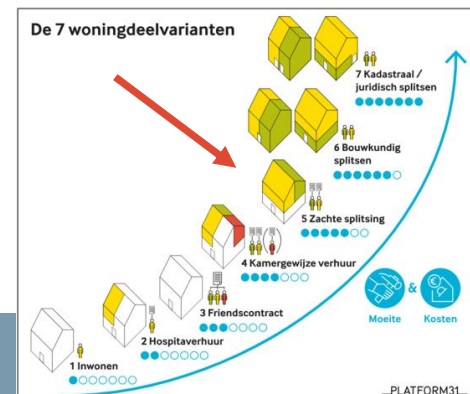 De 7 woningdeelvarianten
7 Kadastraal /
juridisch splitsen
6 Bouwkundig
splitsen
5 Zachte splitsing
4 Kamergewijze verhuur
3 Friendscontract
2 Hospitaverhuur
1 Inwonen
&
Moeite
Kosten
PLATFORM31